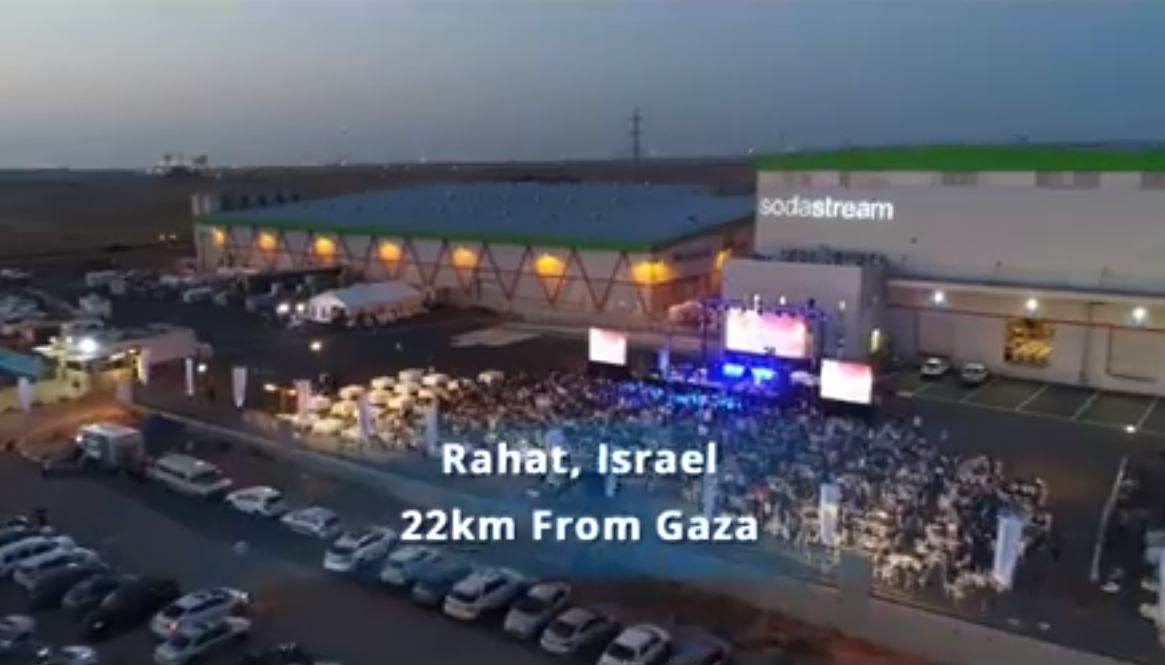 sodastream
Rahat, Israel
22km From Gaza